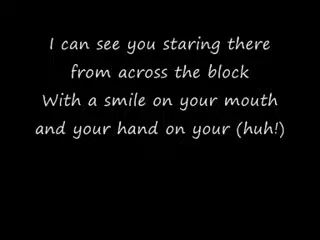 I can see you staring there
from across the block
With a smile on your mouth
and your hand on your (huh!)